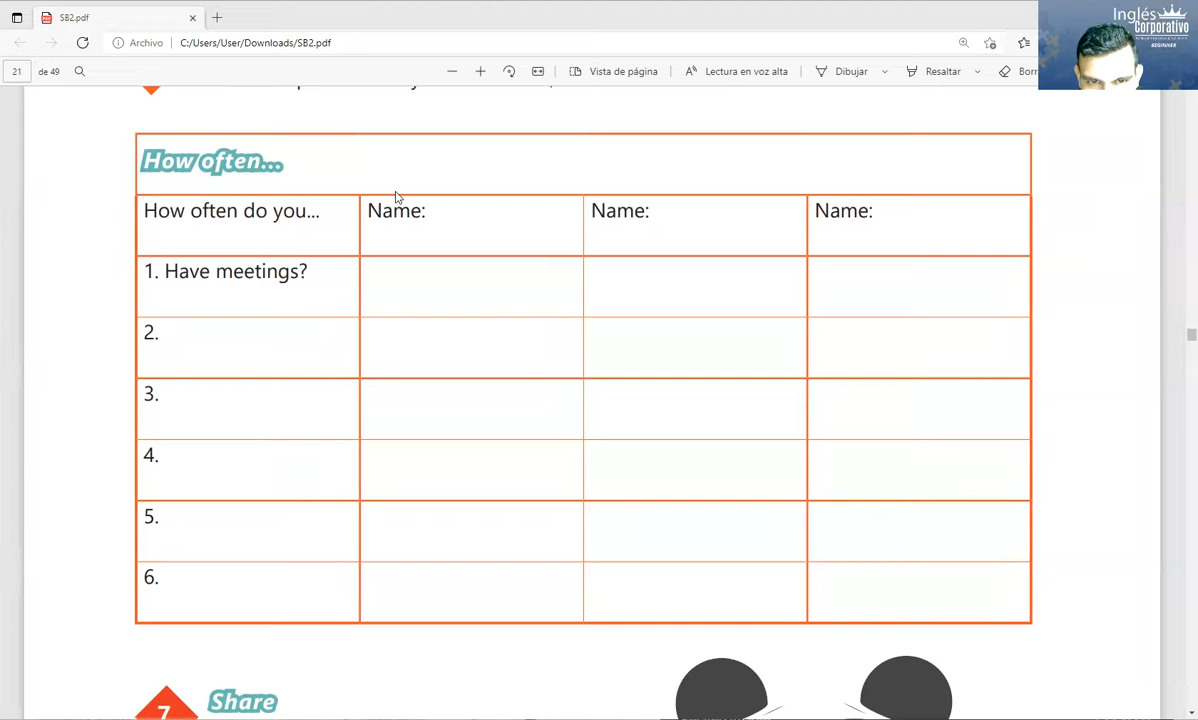 SB2.pdf
Archivo C:/Users/User/Downloads/SB2.pdf
21 de 49
Vista de página
Lectura en voz alta
Dibujar
Resaltar
Inglés
Corporativo
BEGINNER
How often...
How often do you... Name: Name: Name:
1. Have meetings?
2.
3.
4.
5.
6.
7 Share